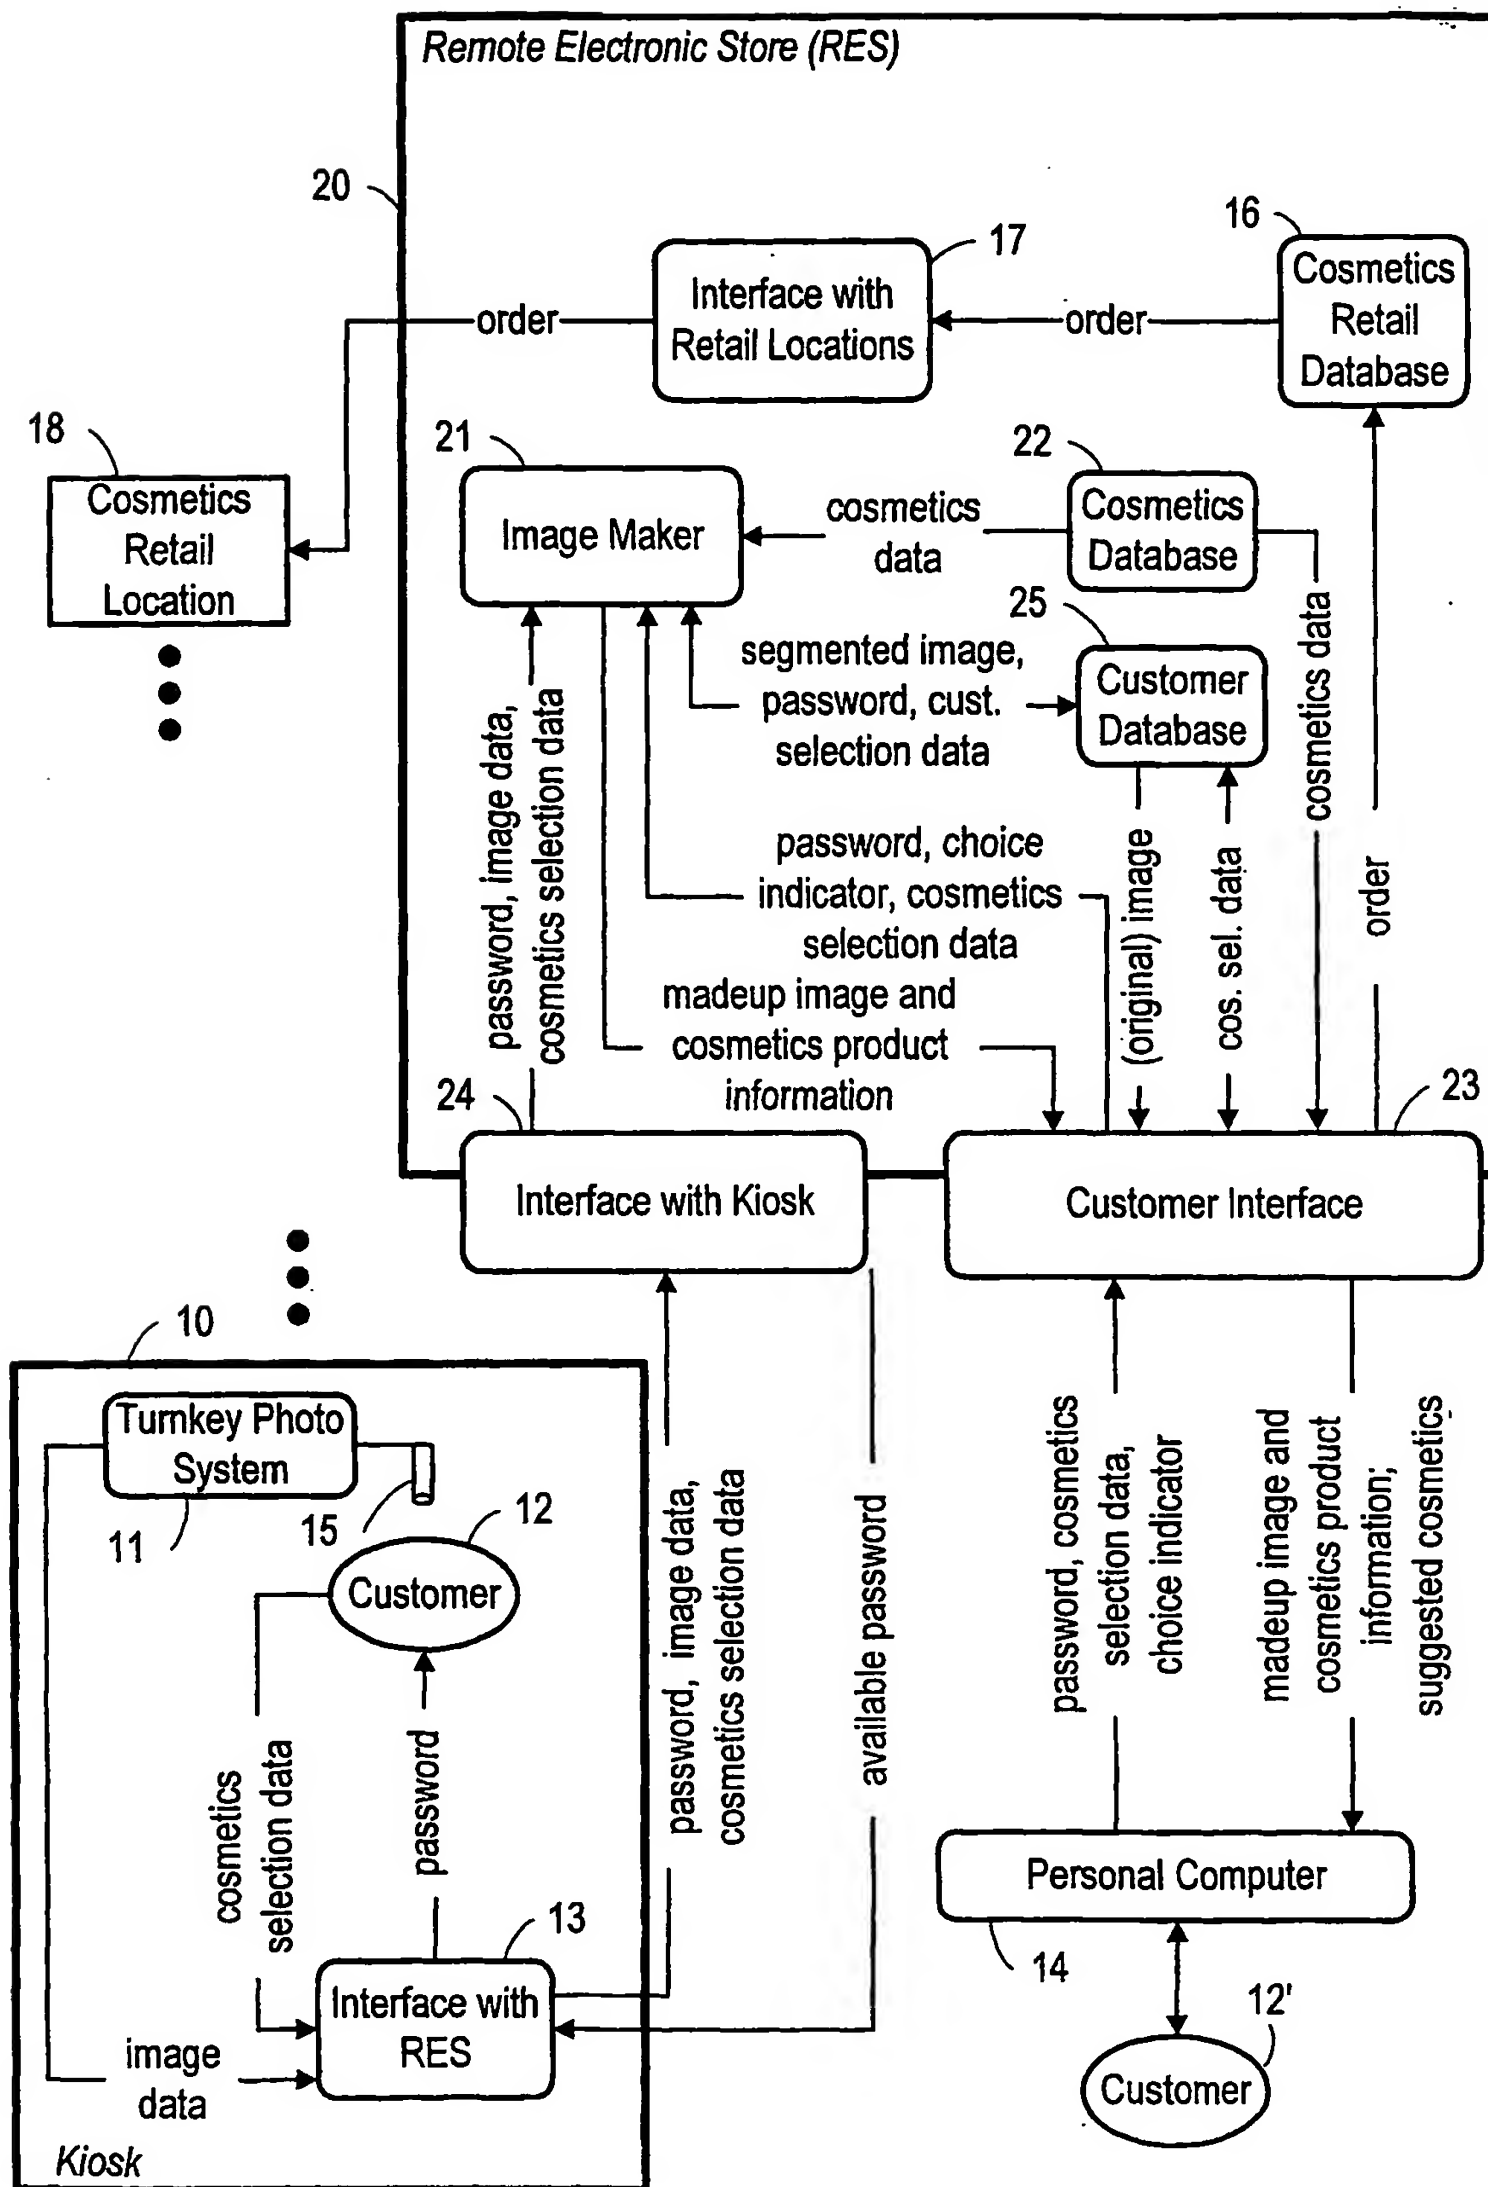 Remote Electronic Store (RES)
20
17
16
Interface with
Retail Locations
Cosmetics
Retail
Database
order
order
18
Cosmetics
Retail
Location
21
Image Maker
22
Cosmetics
Database
cosmetics
data
25
Customer
Database
segmented image,
password, cust.
selection data
password, image data,
cosmetics selection data
password, choice
indicator, cosmetics
selection data
madeup image and
cosmetics product
information
(original) image
cos. sel. data
cosmetics data
order
24
Interface with Kiosk
23
Customer Interface
10
Turnkey Photo
System
11
15
12
Customer
cosmetics
selection data
password
13
Interface with
RES
image
data
Kiosk
password, image data,
cosmetics selection data
available password
password, cosmetics
selection data,
choice indicator
madeup image and
cosmetics product
information;
suggested cosmetics
Personal Computer
14
12'
Customer